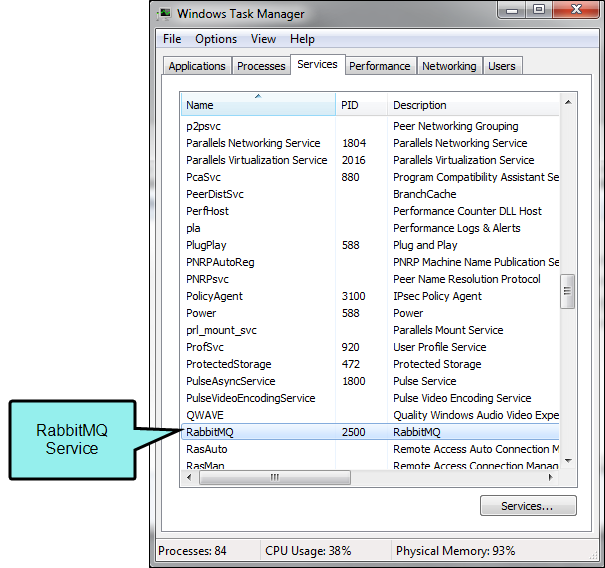 Windows Task Manager
File Options View Help
Applications Processes Services Performance Networking Users
Name PID Description
p2psvc Peer Networking Grouping
Parallels Networking Service 1804 Parallels Networking Service
Parallels Virtualization Service 2016 Parallels Virtualization Service
PcaSvc 880 Program Compatibility Assistant Se
PeerDistSvc BranchCache
PerfHost Performance Counter DLL Host
pla Performance Logs & Alerts
PlugPlay 588 Plug and Play
PNRPAutoReg PNRP Machine Name Publication Se
PNRPsvc Peer Name Resolution Protocol
PolicyAgent 3100 IPsec Policy Agent
Power 588 Power
prl_mount_svc Parallels Mount Service
ProfSvc 920 User Profile Service
ProtectedStorage 472 Protected Storage
PulseAsyncService 1800 Pulse Service
PulseVideoEncodingService Pulse Video Encoding Service
QWAVE Quality Windows Audio Video Expe
RabbitMQ 2500 RabbitMQ
RasAuto Remote Access Auto Connection M
RasMan Remote Access Connection Manag
RabbitMQ
Service
Services...
Processes: 84 CPU Usage: 38% Physical Memory: 93%